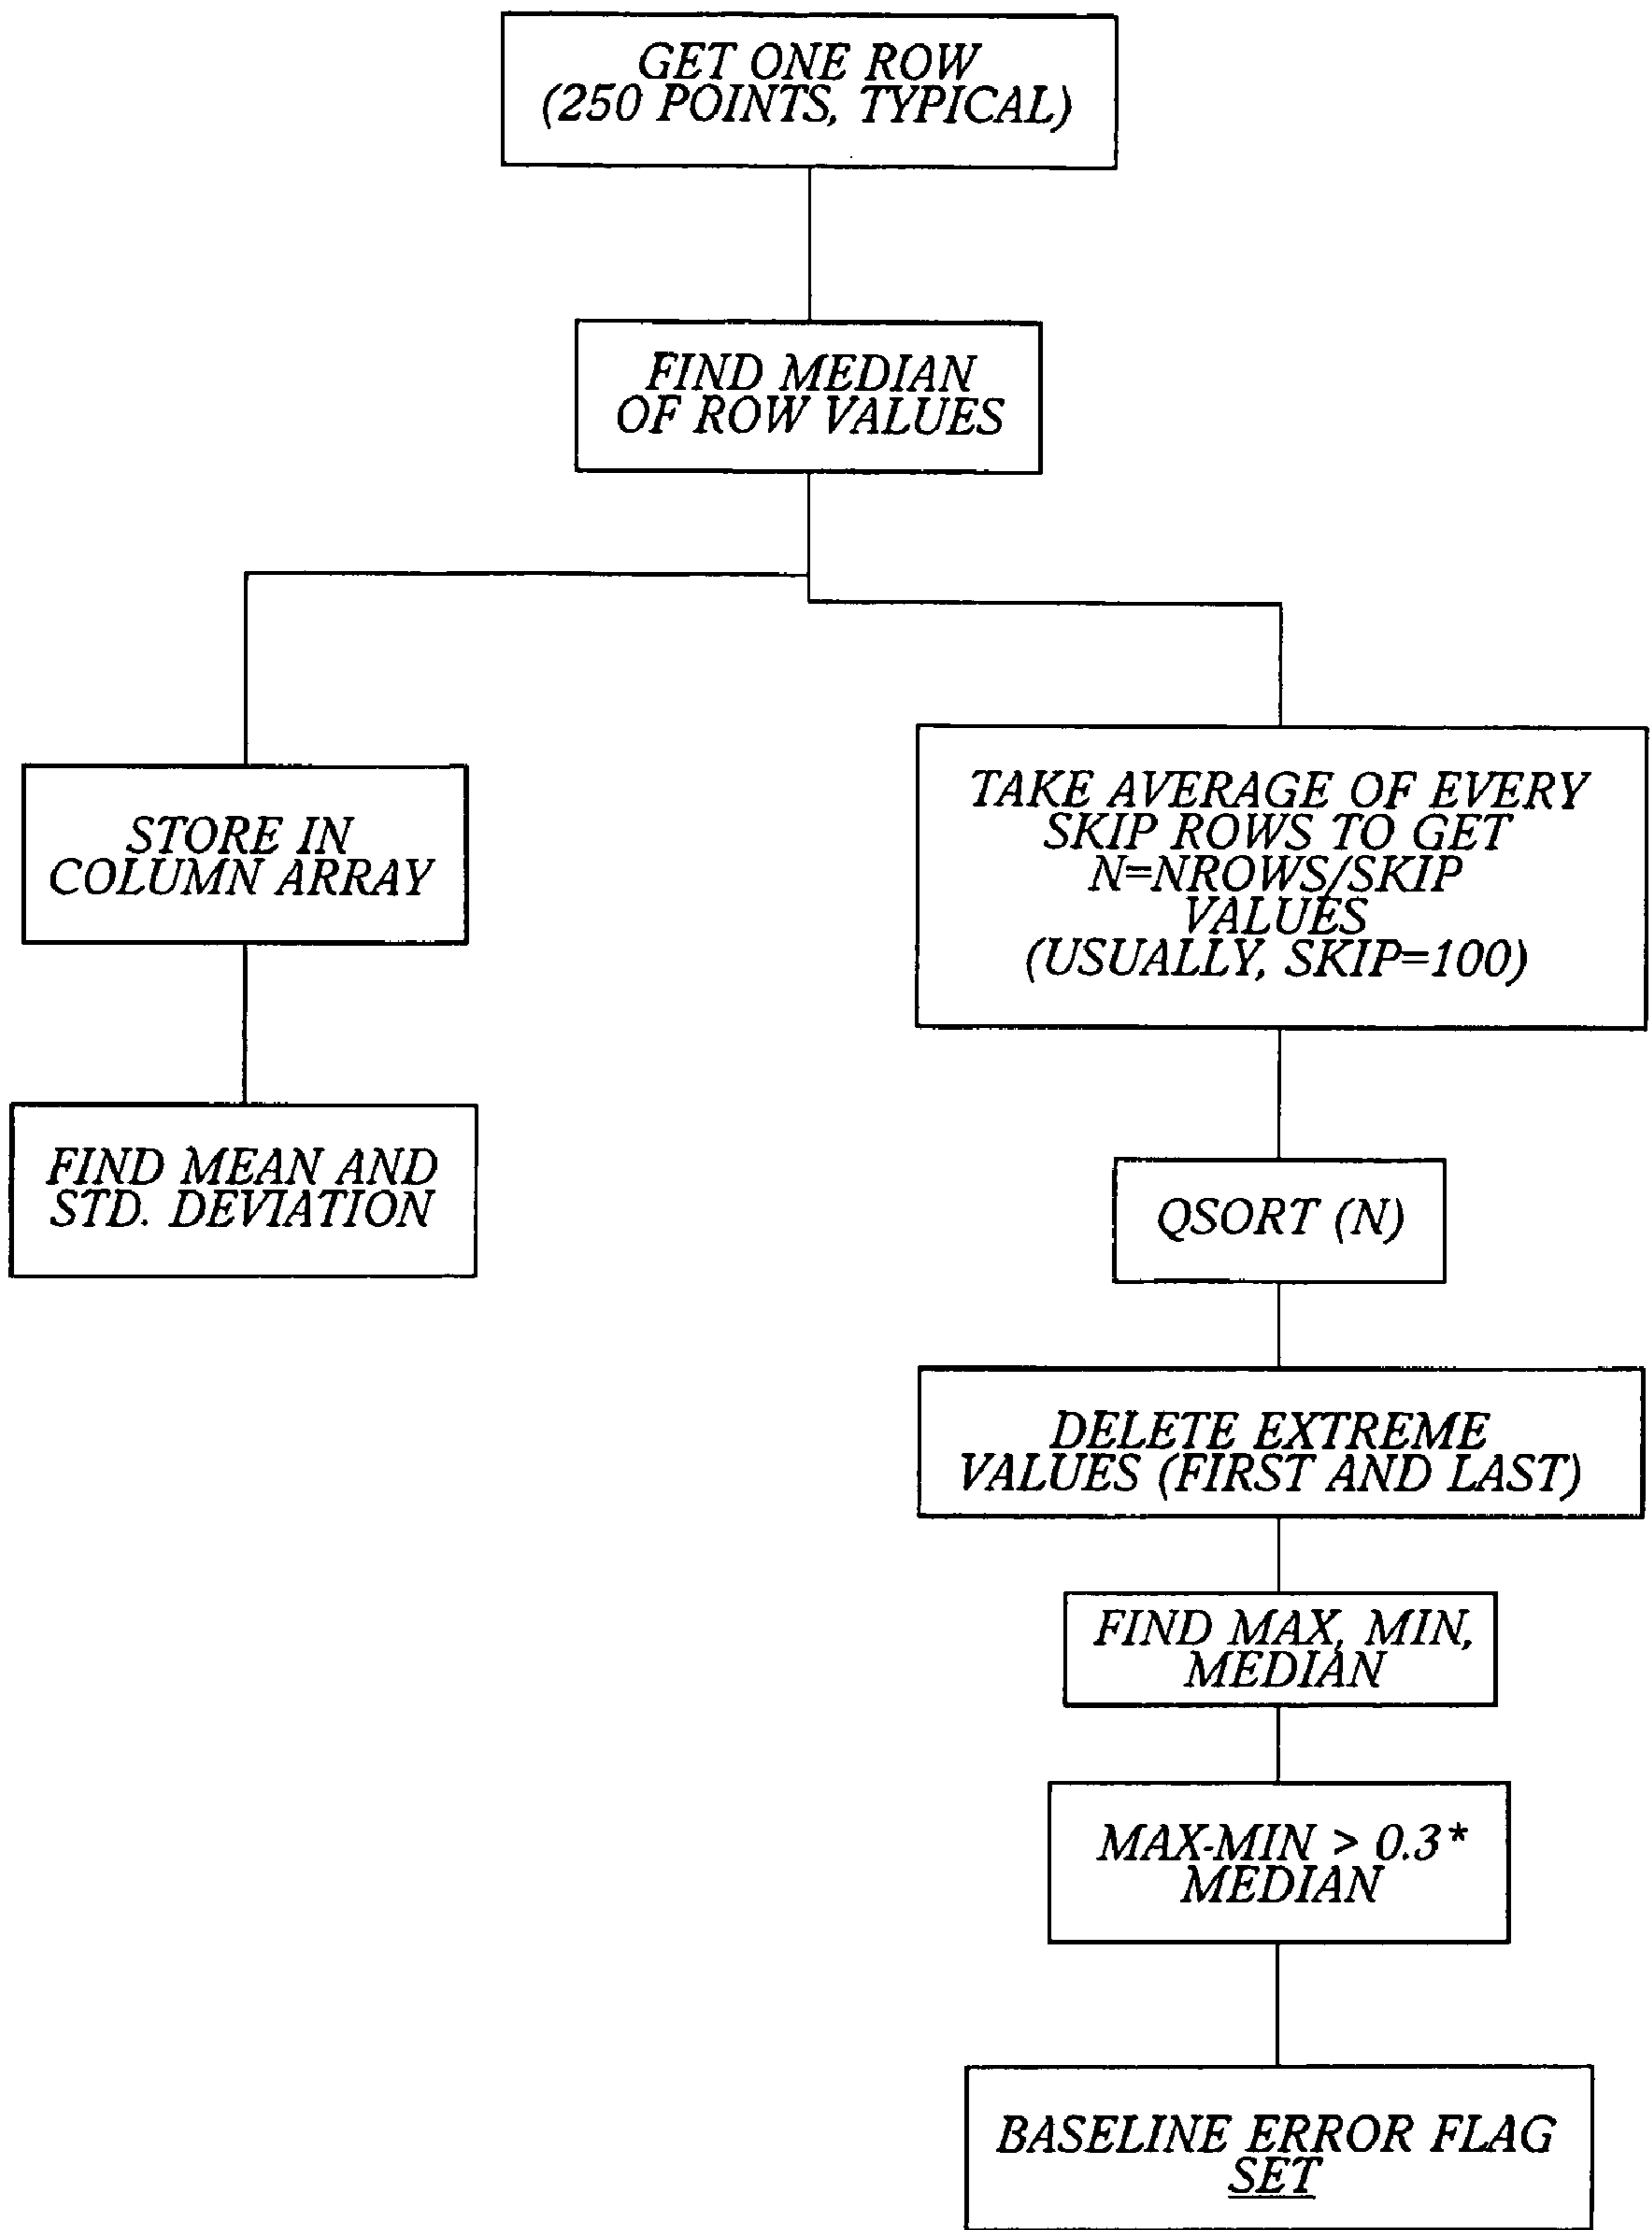 GET ONE ROW
(250 POINTS, TYPICAL)
FIND MEDIAN
OF ROW VALUES
STORE IN
COLUMN ARRAY
FIND MEAN AND
STD. DEVIATION
TAKE AVERAGE OF EVERY
SKIP ROWS TO GET
N=NROWS/SKIP
VALUES
(USUALLY, SKIP=100)
QSORT (N)
DELETE EXTREME
VALUES (FIRST AND LAST)
FIND MAX, MIN,
MEDIAN
MAX-MIN > 0.3*
MEDIAN
BASELINE ERROR FLAG
SET